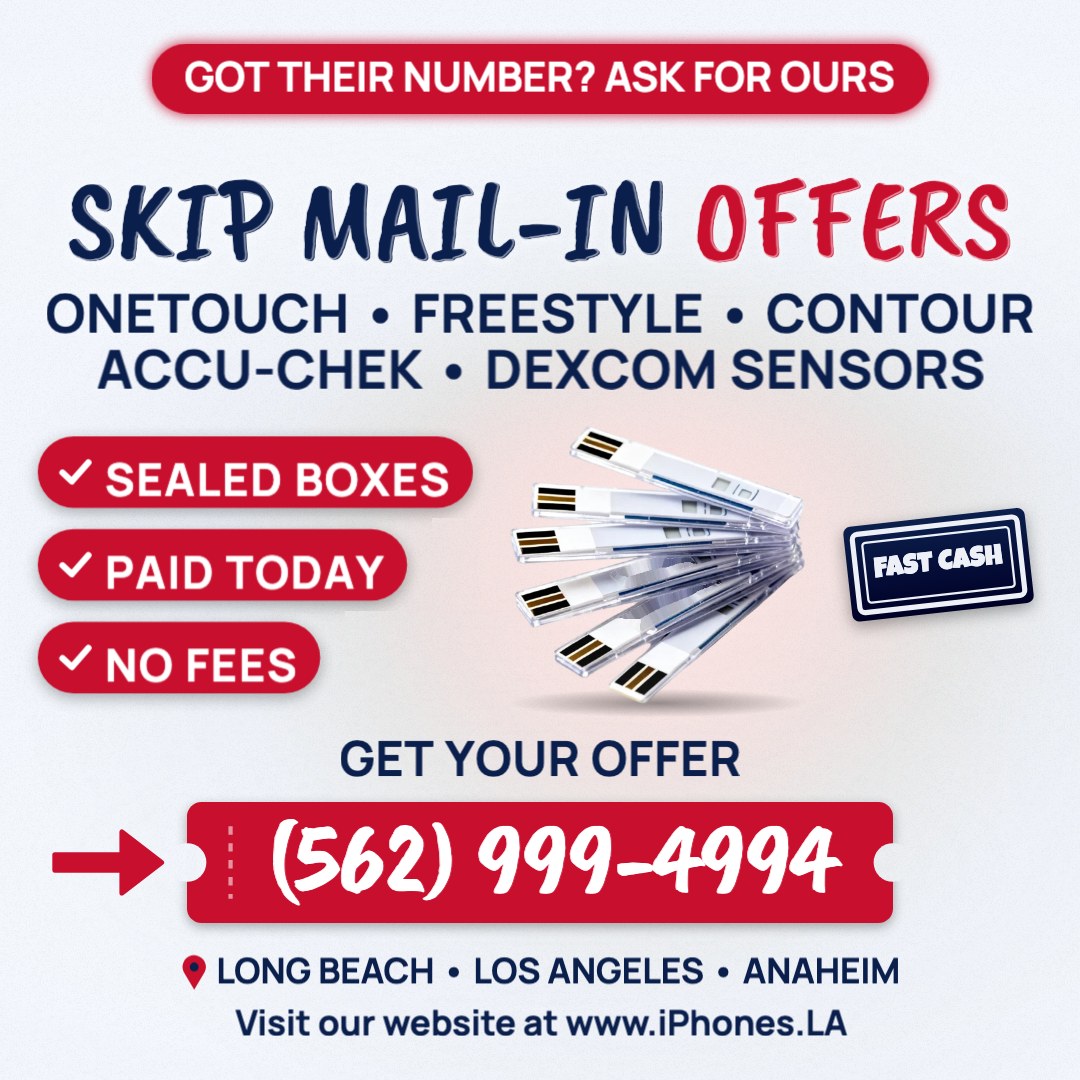 GOT THEIR NUMBER? ASK FOR OURS
SKIP MAIL-IN OFFERS
ONETOUCH • FREESTYLE • CONTOUR
ACCU-CHEK • DEXCOM SENSORS
SEALED BOXES
PAID TODAY
NO FEES
FAST CASH
GET YOUR OFFER
(562) 999-4994
LONG BEACH • LOS ANGELES • ANAHEIM
Visit our website at www.iPhones.LA